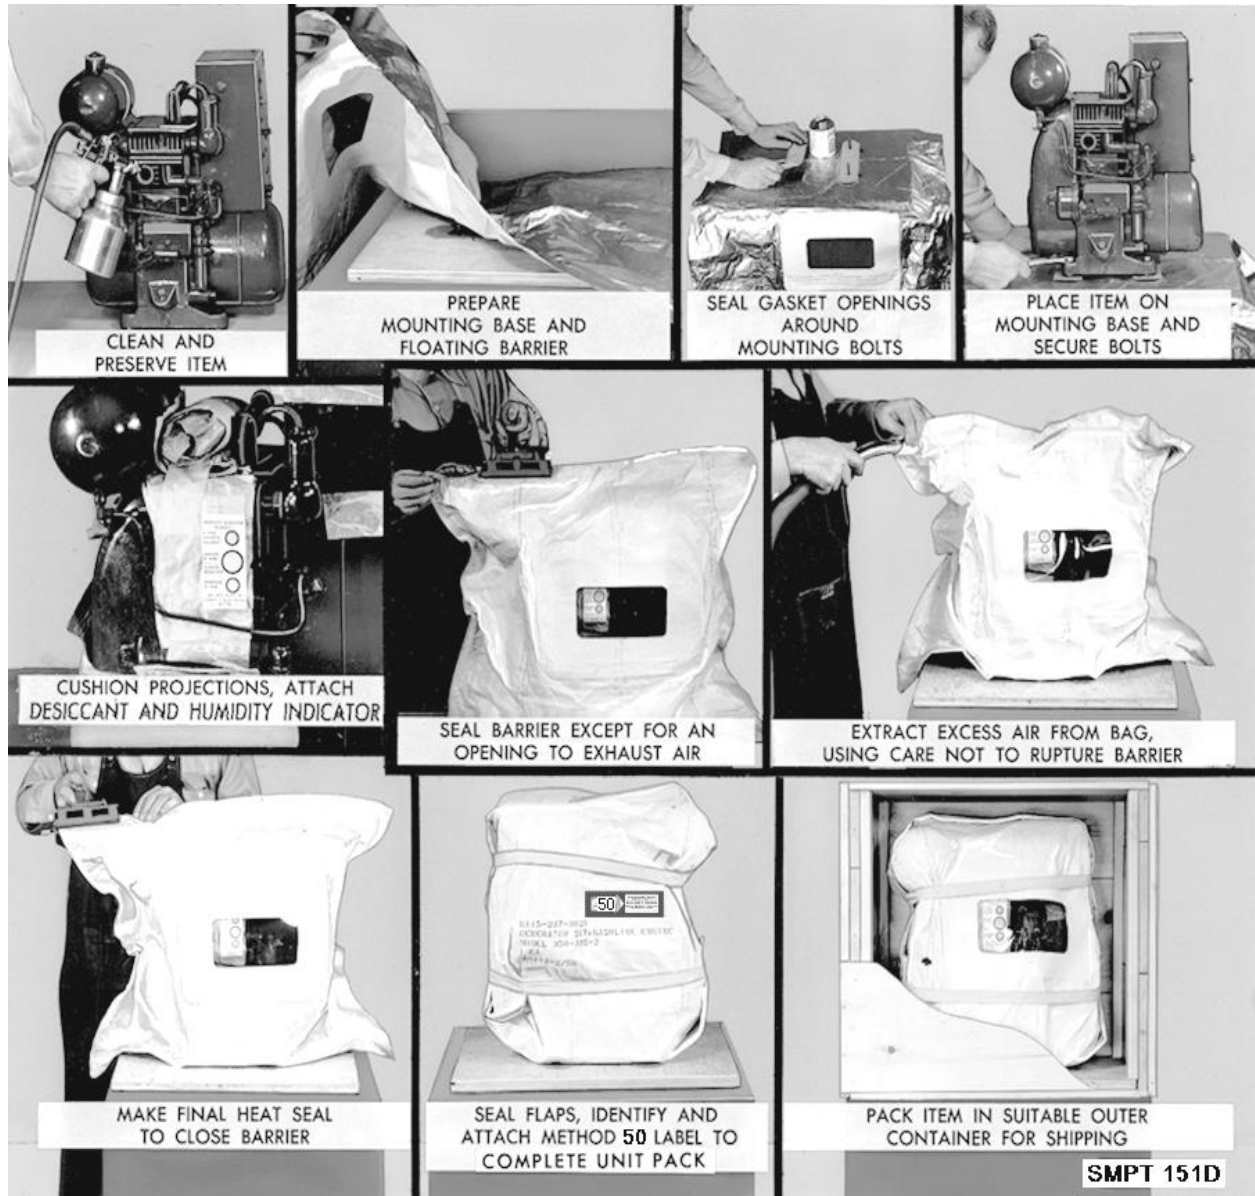 CLEAN AND
PRESERVE ITEM
PREPARE
MOUNTING BASE AND
FLOATING BARRIER
SEAL GASKET OPENINGS
AROUND
MOUNTING BOLTS
PLACE ITEM ON
MOUNTING BASE AND
SECURE BOLTS
CUSHION PROJECTIONS, ATTACH
DESICCANT AND HUMIDITY INDICATOR
SEAL BARRIER EXCEPT FOR AN
OPENING TO EXHAUST AIR
EXTRACT EXCESS AIR FROM BAG,
USING CARE NOT TO RUPTURE BARRIER
MAKE FINAL HEAT SEAL
TO CLOSE BARRIER
50
SEAL FLAPS, IDENTIFY AND
ATTACH METHOD 50 LABEL TO
COMPLETE UNIT PACK
PACK ITEM IN SUITABLE OUTER
CONTAINER FOR SHIPPING
SMPT 151D